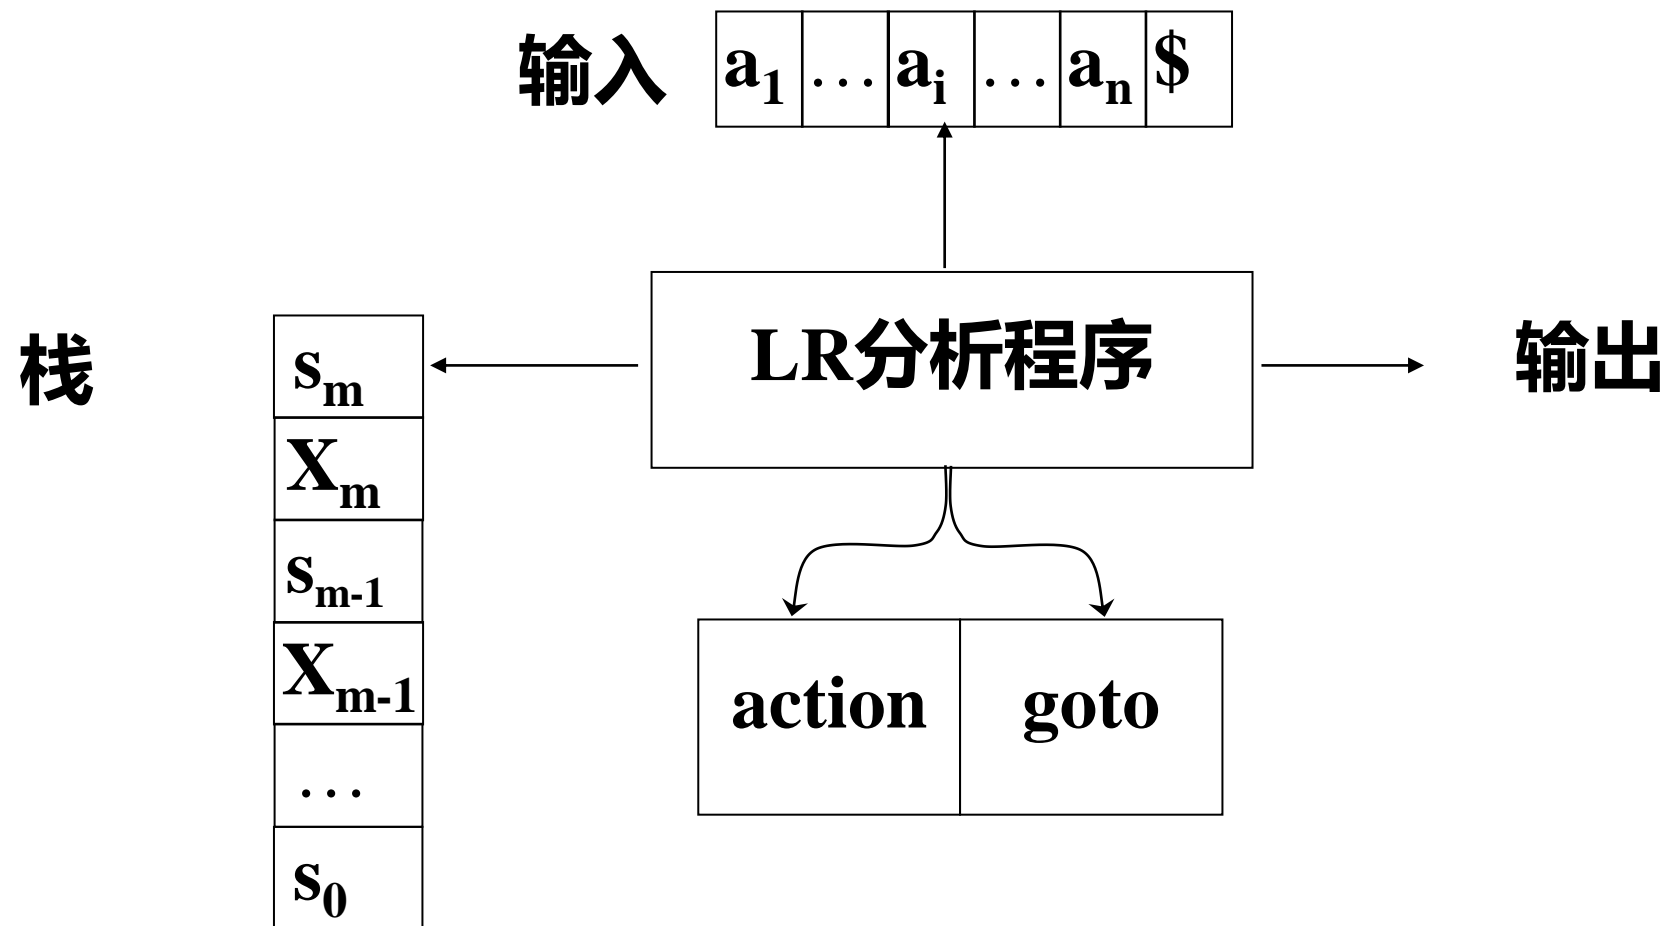 输入 a₁ ... aᵢ ... aₙ $
LR分析程序
栈
输出
sₘ
Xₘ
sₘ₋₁
Xₘ₋₁
...
s₀
action goto